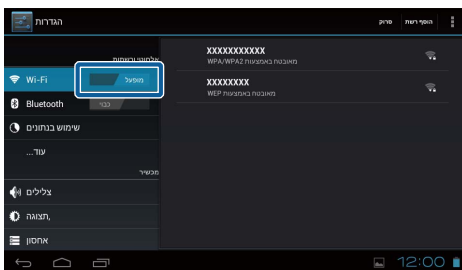 הגדרות
הוסף רשת
סרוק
אלחוטי ורשתות
Wi-Fi
מופעל
Bluetooth
כבוי
שימוש בנתונים
עוד...
מכשיר
צלילים
תצוגה,
אחסון
XXXXXXXXXXX
מאובטח באמצעות WPA/WPA2
XXXXXXXX
מאובטח באמצעות WEP
12:00